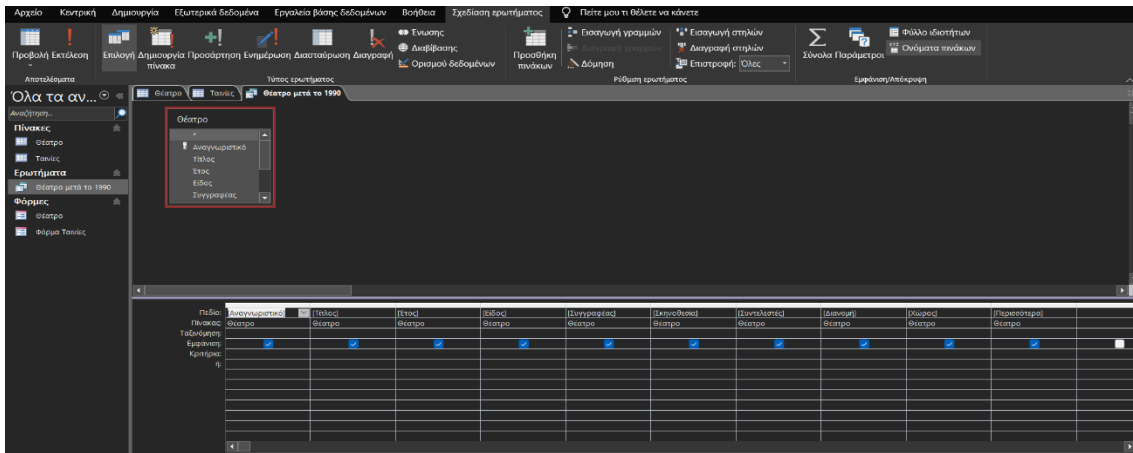 Αρχείο Κεντρική Δημιουργία Εξωτερικά δεδομένα Εργαλεία βάσης δεδομένων Βοήθεια Σχεδίαση ερωτήματος Πείτε μου τι θέλετε να κάνετε
Προβολή Εκτέλεση
Αποτελέσματα
Επιλογή Δημιουργία πίνακα Προσάρτηση Ενημέρωση Διασταύρωση Διαγραφή
Ένωσης
Διαβίβασης
Ορισμού δεδομένων
Τύπος ερωτήματος
Προσθήκη πινάκων
Εισαγωγή γραμμών
Διαγραφή γραμμών
Δόμηση
Εισαγωγή στηλών
Διαγραφή στηλών
Επιστροφή: Όλες
Ρύθμιση ερωτήματος
Σύνολα Παράμετροι
Φύλλο ιδιοτήτων
Ονόματα πινάκων
Εμφάνιση/Απόκρυψη
Όλα τα αν...
Αναζήτηση...
Πίνακες
Θέατρο
Ταινίες
Ερωτήματα
Θέατρο μετά το 1990
Φόρμες
Θέατρο
Φόρμα Ταινίες
Θέατρο Ταινίες Θέατρο μετά το 1990
Θέατρο
*
Αναγνωριστικό
Τίτλος
Έτος
Είδος
Συγγραφέας
Πεδίο: [Αναγνωριστικό] [Τίτλος] [Έτος] [Είδος] [Συγγραφέας] [Σκηνοθεσία] [Συντελεστές] [Διανομή] [Χώρος] [Περισσότερα]
Πίνακας: Θέατρο Θέατρο Θέατρο Θέατρο Θέατρο Θέατρο Θέατρο Θέατρο Θέατρο Θέατρο
Ταξινόμηση:
Εμφάνιση:
Κριτήρια:
ή: